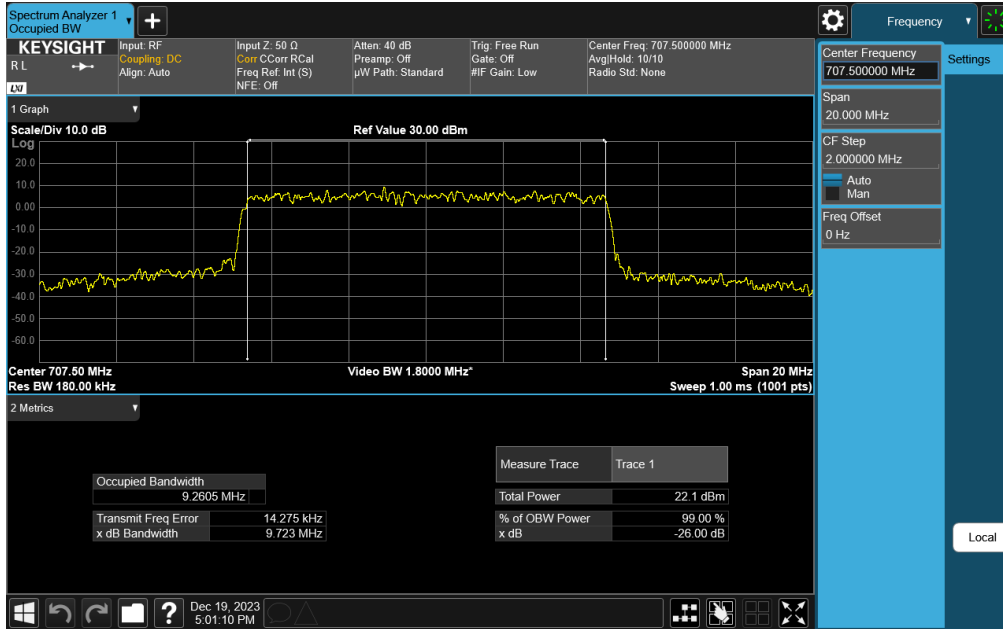 Spectrum Analyzer 1
Occupied BW
+
Frequency
KEYSIGHT
R L
LXI
Input: RF
Coupling: DC
Align: Auto
Input Z: 50 Ω
Corr CCorr RCal
Freq Ref: Int (S)
NFE: Off
Atten: 40 dB
Preamp: Off
µW Path: Standard
Trig: Free Run
Gate: Off
#IF Gain: Low
Center Freq: 707.500000 MHz
Avg|Hold: 10/10
Radio Std: None
Center Frequency
707.500000 MHz
Settings
Span
20.000 MHz
CF Step
2.000000 MHz
Auto
Man
Freq Offset
0 Hz
Local
1 Graph
Scale/Div 10.0 dB
Ref Value 30.00 dBm
Log
20.0
10.0
0.00
-10.0
-20.0
-30.0
-40.0
-50.0
-60.0
Center 707.50 MHz
Video BW 1.8000 MHz*
Span 20 MHz
Res BW 180.00 kHz
Sweep 1.00 ms (1001 pts)
2 Metrics
Measure Trace Trace 1
Occupied Bandwidth
9.2605 MHz
Total Power 22.1 dBm
Transmit Freq Error 14.275 kHz
% of OBW Power 99.00 %
x dB Bandwidth 9.723 MHz
x dB -26.00 dB
?
Dec 19, 2023
5:01:10 PM